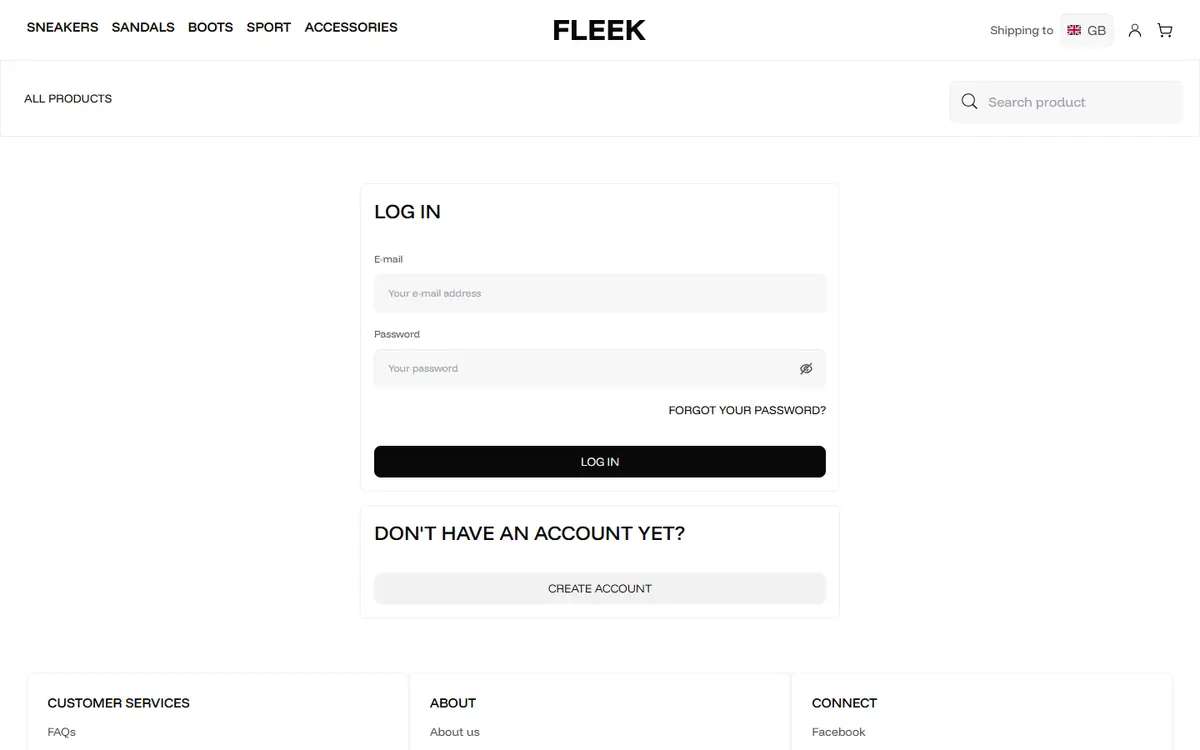 SNEAKERS SANDALS BOOTS SPORT ACCESSORIES FLEEK Shipping to GB
ALL PRODUCTS Search product
LOG IN
E-mail
Your e-mail address
Password
Your password
FORGOT YOUR PASSWORD?
LOG IN
DON'T HAVE AN ACCOUNT YET?
CREATE ACCOUNT
CUSTOMER SERVICES ABOUT CONNECT
FAQs About us Facebook